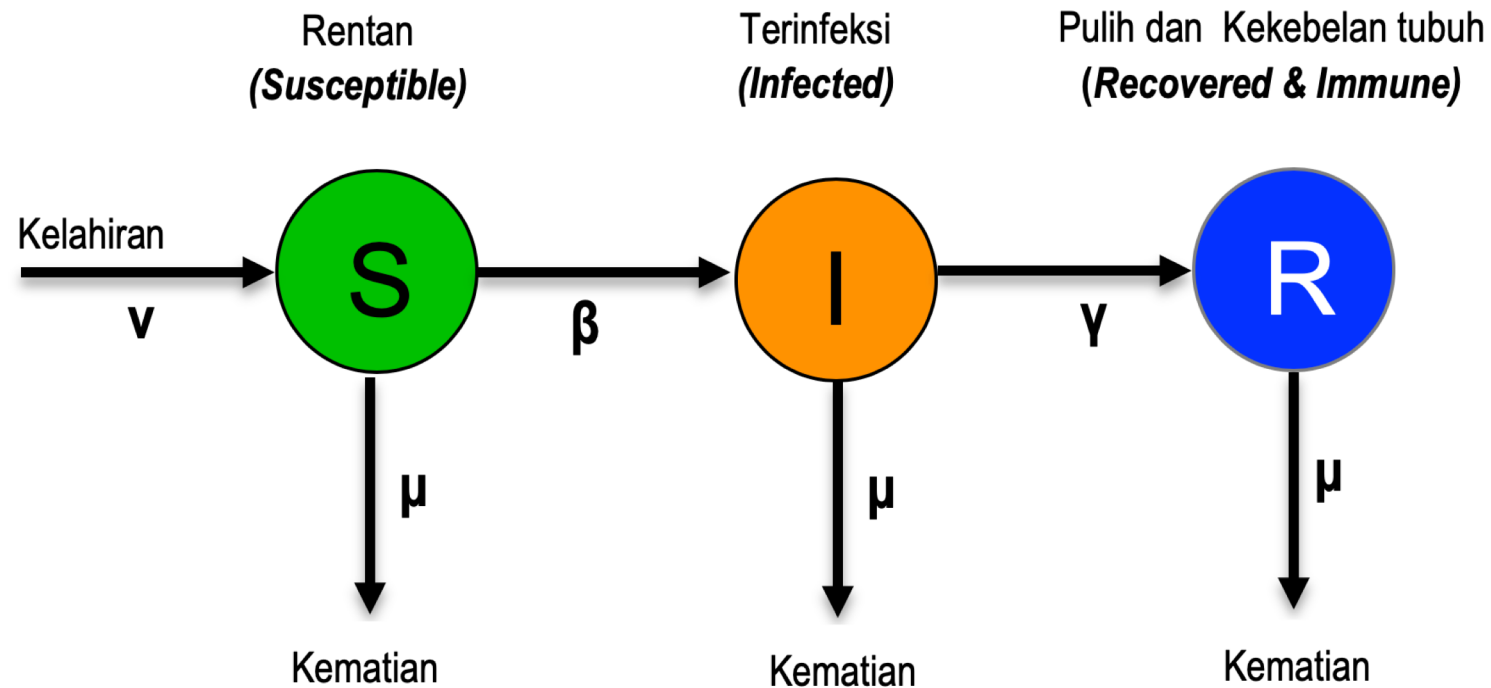 Rentan
(Susceptible)
Terinfeksi
(Infected)
Pulih dan Kekebelan tubuh
(Recovered & Immune)
Kelahiran
ν
S
β
I
γ
R
μ
μ
μ
Kematian
Kematian
Kematian